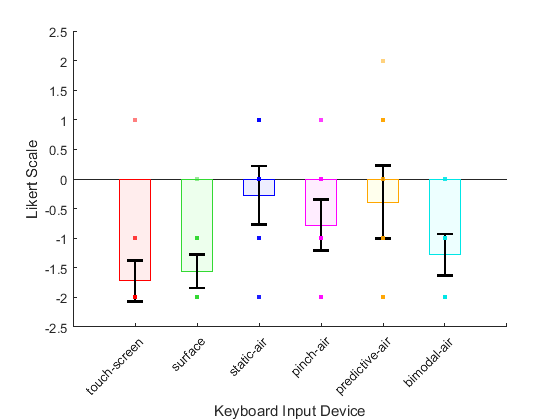 2.5
2
1.5
1
0.5
0
-0.5
-1
-1.5
-2
-2.5
Likert Scale
touch-screen
surface
static-air
pinch-air
predictive-air
bimodal-air
Keyboard Input Device